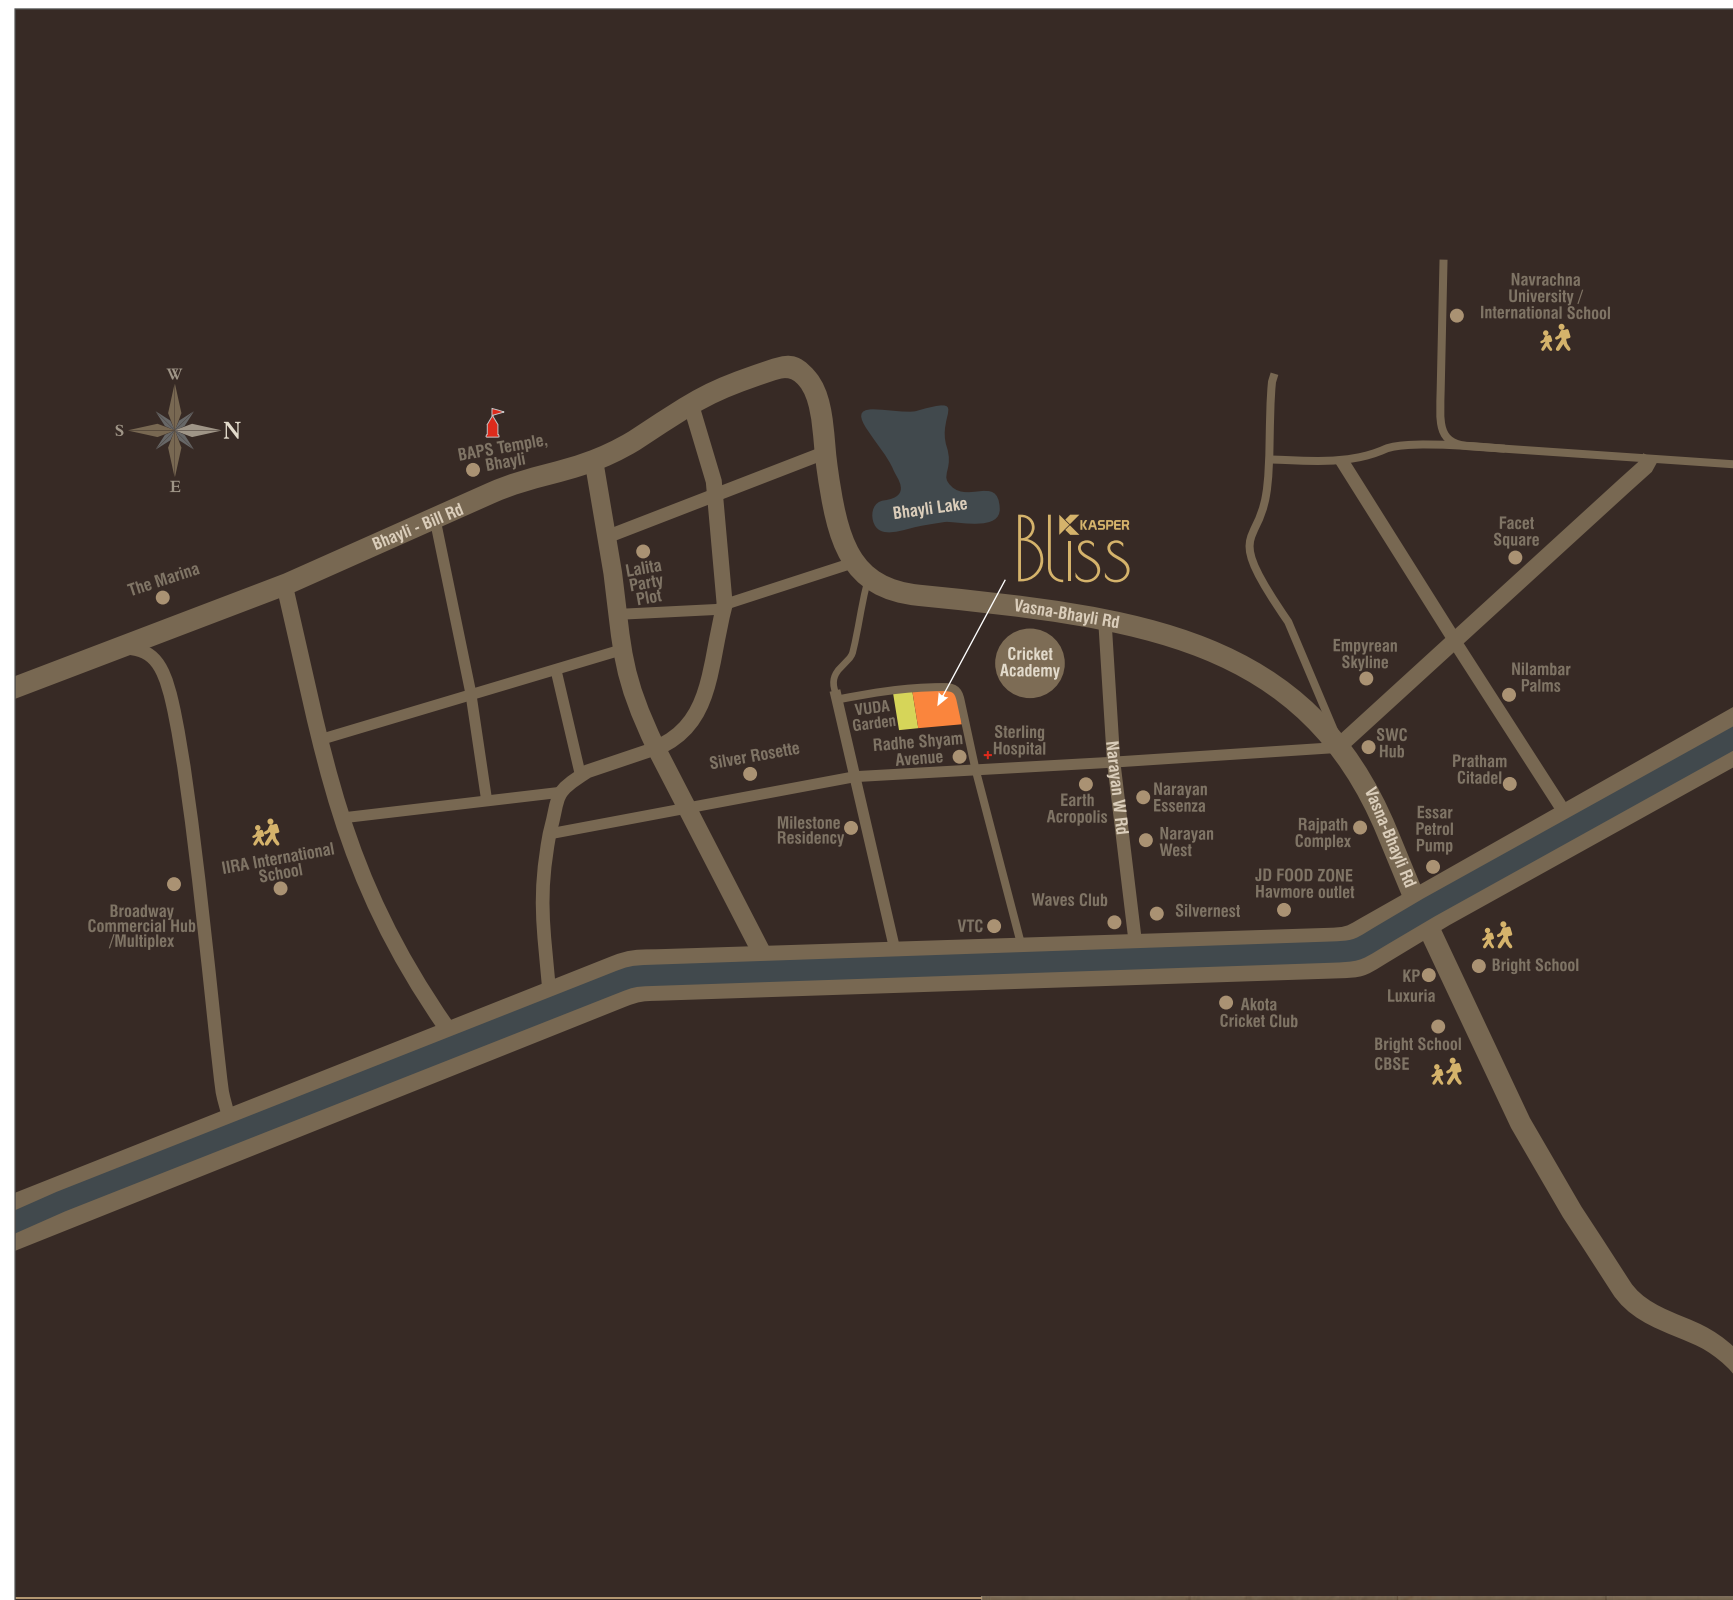 Navrachna
University /
International School
W
S
N
E
BAPS Temple,
Bhayli
Bhayli - Bill Rd
Bhayli Lake
KASPER
Bliss
Facet
Square
The Marina
Lalita
Party
Plot
Vasna-Bhayli Rd
Cricket
Academy
Empyrean
Skyline
Nilambar
Palms
VUDA
Garden
Radhe Shyam
Avenue
Sterling
Hospital
SWC
Hub
Silver Rosette
Pratham
Citadel
Narayan W Rd
Earth
Acropolis
Narayan
Essenza
Vasna-Bhayli Rd
Essar
Petrol
Pump
Milestone
Residency
Narayan
West
Rajpath
Complex
IIRA International
School
JD FOOD ZONE
Havmore outlet
Broadway
Commercial Hub
/Multiplex
Waves Club
Silvernest
VTC
KP
Luxuria
Bright School
Akota
Cricket Club
Bright School
CBSE